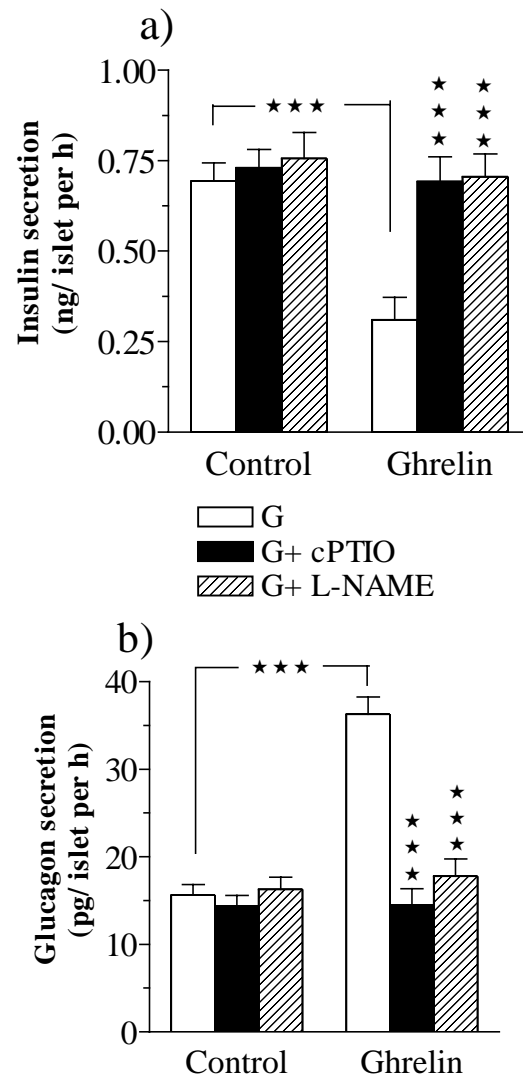 a)
Insulin secretion
(ng/ islet per h)
1.00
0.75
0.50
0.25
0.00
★★★
★★★
★★★
Control Ghrelin
G
G+ cPTIO
G+ L-NAME
b)
Glucagon secretion
(pg/ islet per h)
40
30
20
10
0
★★★
★★★
★★★
Control Ghrelin